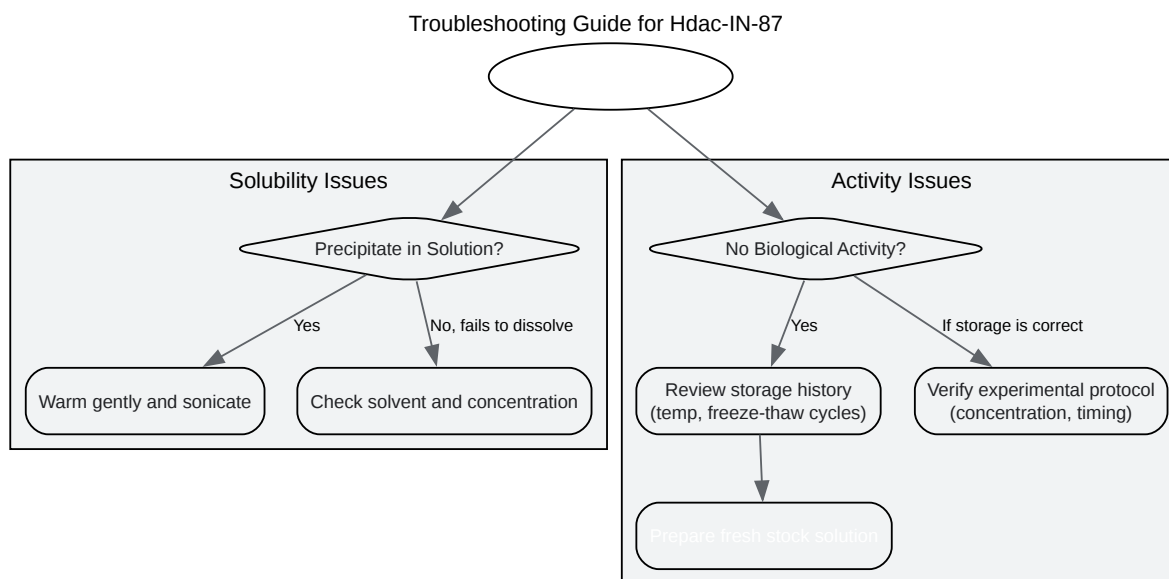 Troubleshooting Guide for Hdac-IN-87
Solubility Issues
Activity Issues
Precipitate in Solution?
No Biological Activity?
Yes
No, fails to dissolve
Yes
If storage is correct
Warm gently and sonicate
Check solvent and concentration
Review storage history
(temp, freeze-thaw cycles)
Verify experimental protocol
(concentration, timing)
Prepare fresh stock solution